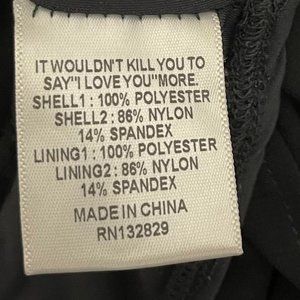 IT WOULDN'T KILL YOU TO
SAY"I LOVE YOU"MORE.
SHELL1 : 100% POLYESTER
SHELL2 : 86% NYLON
14% SPANDEX
LINING1 :100% POLYESTER
LINING2 : 86% NYLON
14% SPANDEX
MADE IN CHINA
RN132829